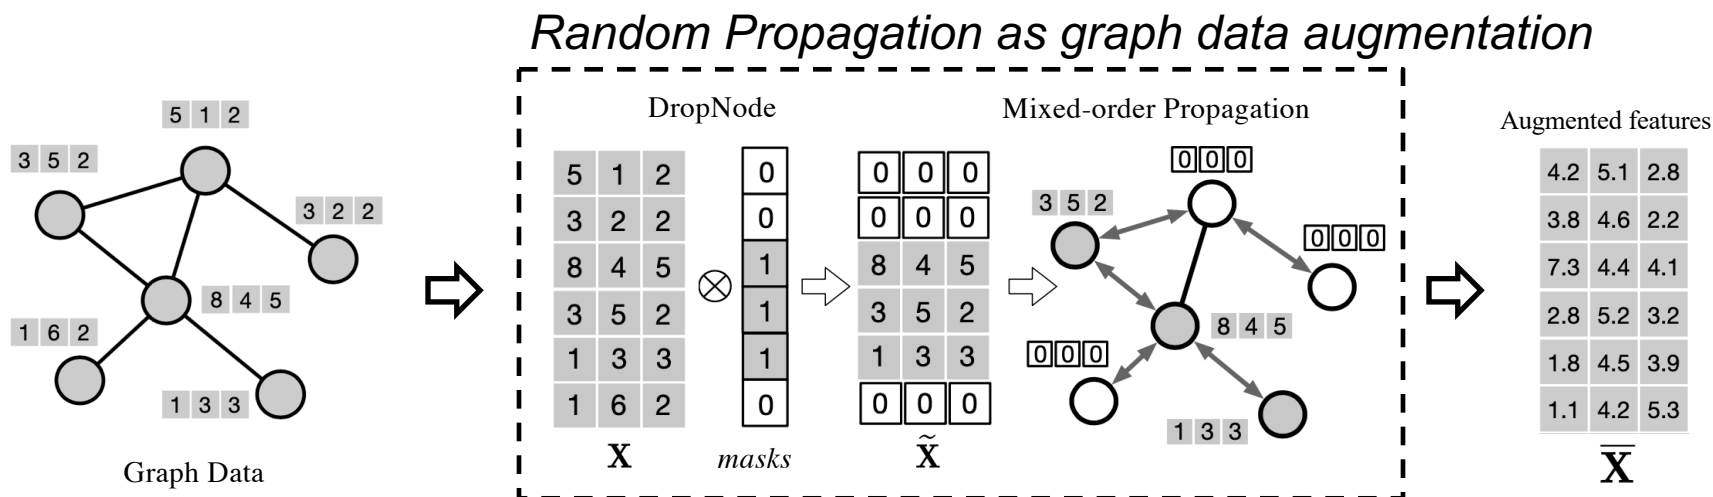 Random Propagation as graph data augmentation
DropNode
Mixed-order Propagation
Augmented features
5 1 2
3 5 2
3 2 2
8 4 5
1 6 2
1 3 3
Graph Data
5 1 2
3 2 2
8 4 5
3 5 2
1 3 3
1 6 2
X
⊗
0
0
1
1
1
0
masks
0 0 0
0 0 0
8 4 5
3 5 2
1 3 3
0 0 0
X̃
0 0 0
3 5 2
0 0 0
8 4 5
0 0 0
1 3 3
4.2 5.1 2.8
3.8 4.6 2.2
7.3 4.4 4.1
2.8 5.2 3.2
1.8 4.5 3.9
1.1 4.2 5.3
X̅